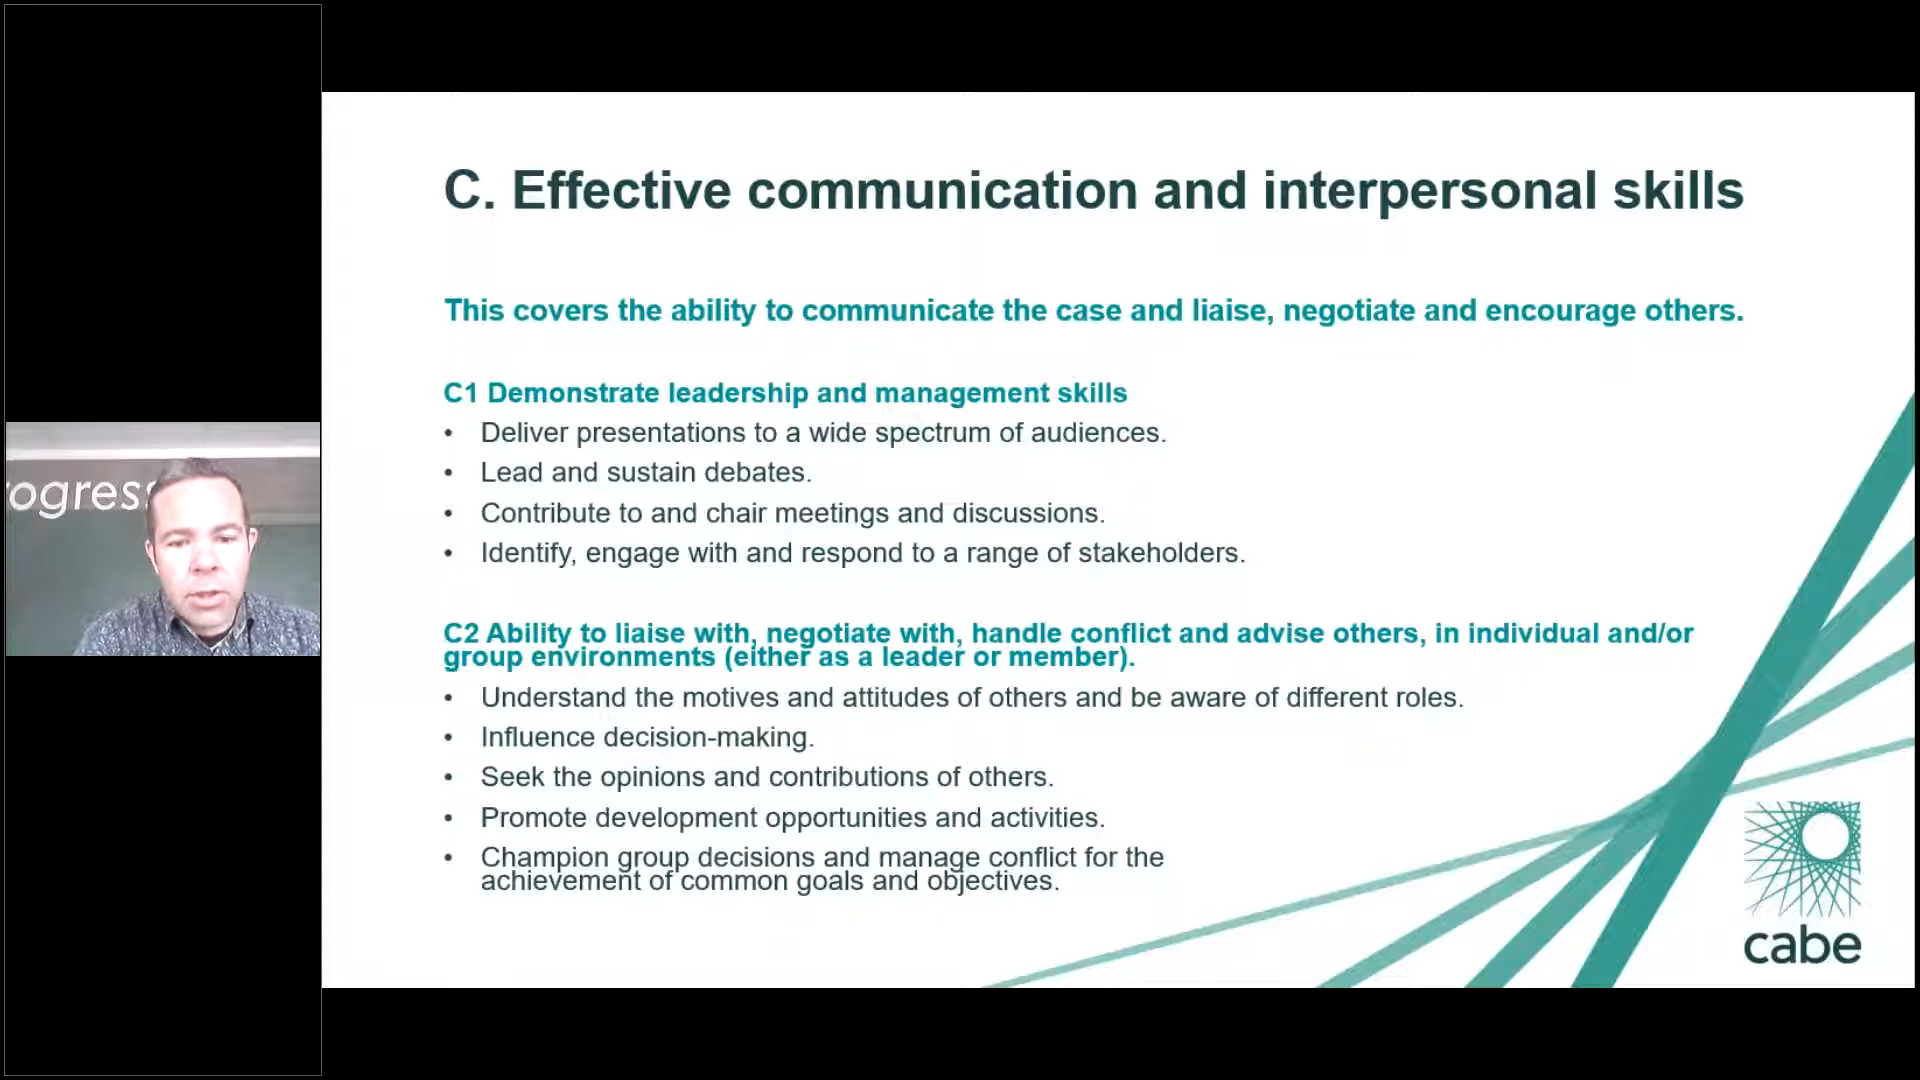 C. Effective communication and interpersonal skills
This covers the ability to communicate the case and liaise, negotiate and encourage others.
C1 Demonstrate leadership and management skills
• Deliver presentations to a wide spectrum of audiences.
• Lead and sustain debates.
• Contribute to and chair meetings and discussions.
• Identify, engage with and respond to a range of stakeholders.
C2 Ability to liaise with, negotiate with, handle conflict and advise others, in individual and/or
group environments (either as a leader or member).
• Understand the motives and attitudes of others and be aware of different roles.
• Influence decision-making.
• Seek the opinions and contributions of others.
• Promote development opportunities and activities.
• Champion group decisions and manage conflict for the
achievement of common goals and objectives.
cabe